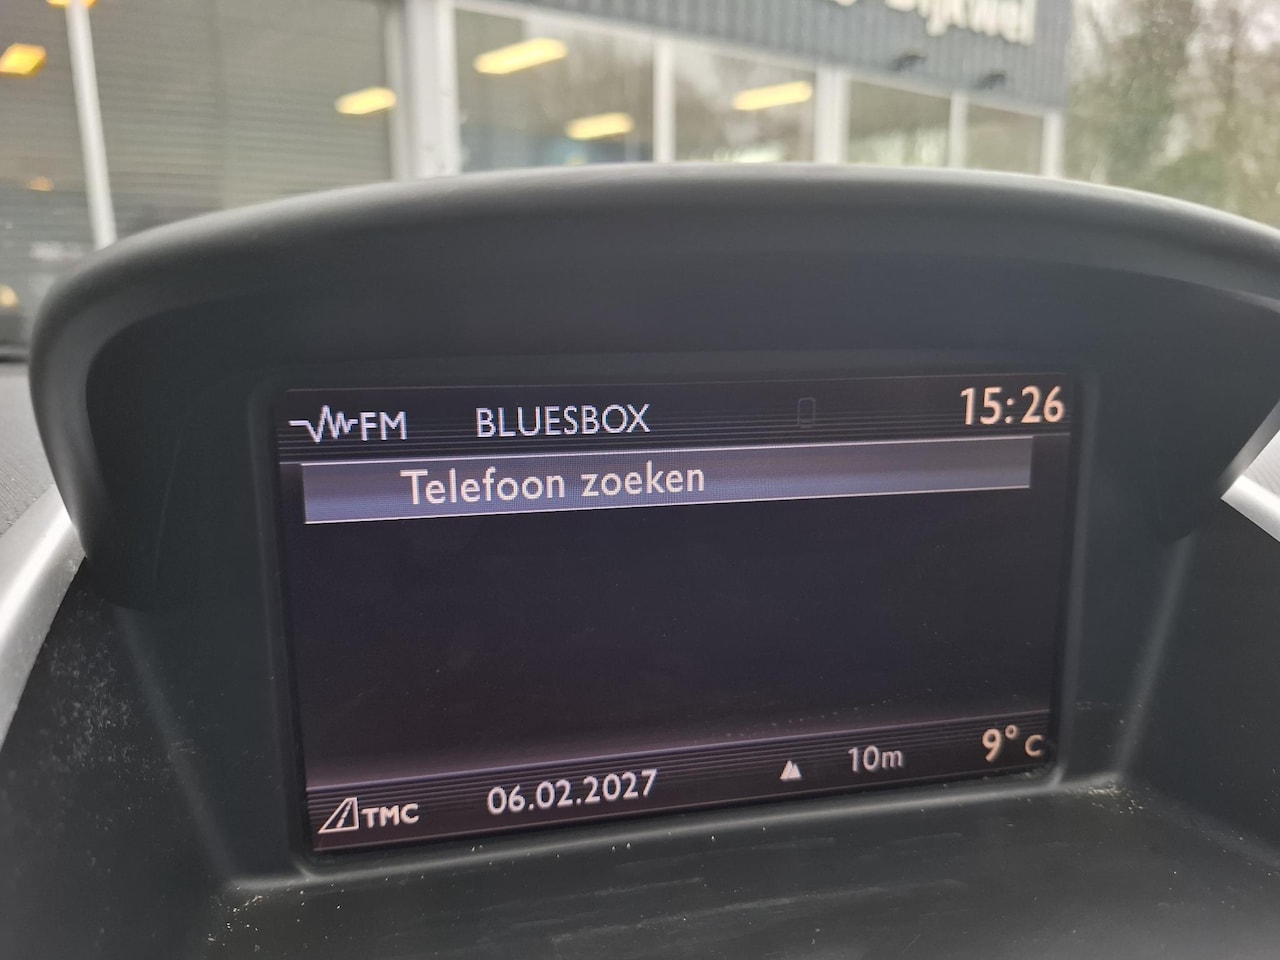 FM BLUESBOX 15:26
Telefoon zoeken
TMC 06.02.2027 10m 9°C